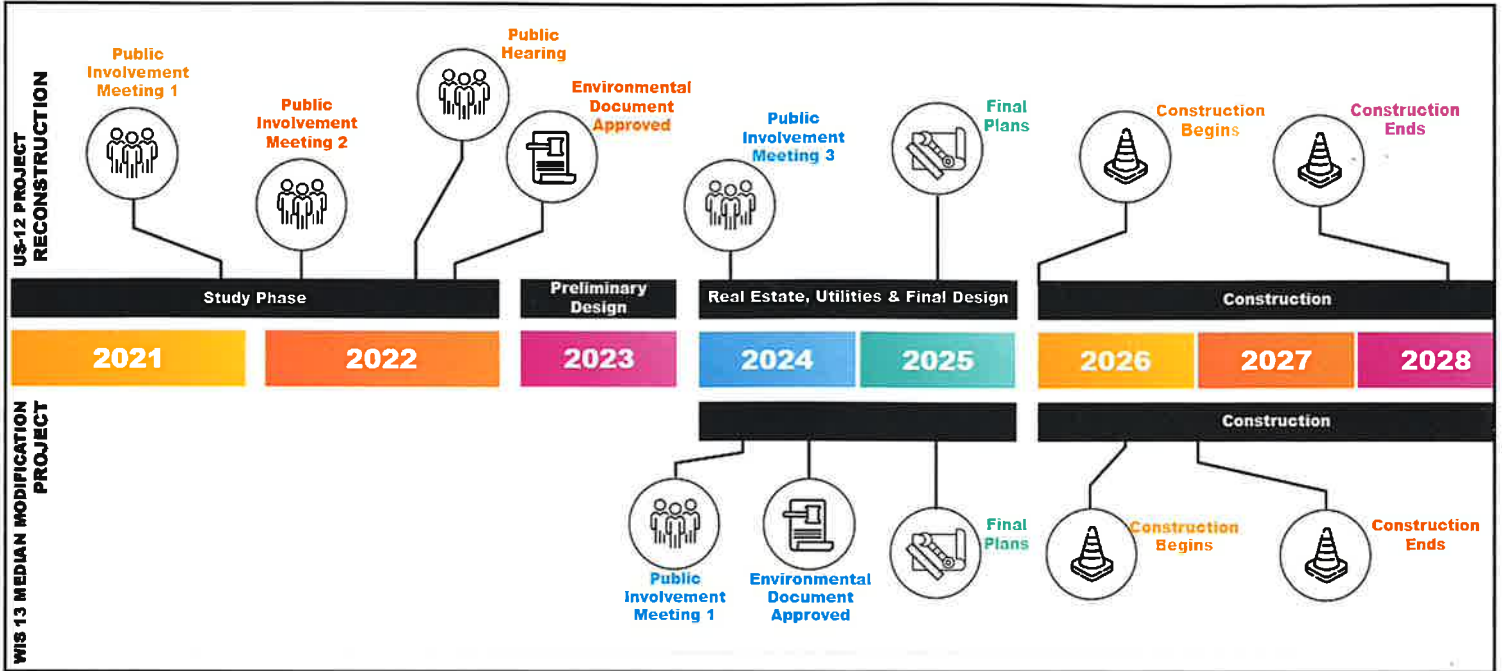 US-12 PROJECT
RECONSTRUCTION
Public
Involvement
Meeting 1
Public
Involvement
Meeting 2
Public
Hearing
Environmental
Document
Approved
Public
Involvement
Meeting 3
Final
Plans
Construction
Begins
Construction
Ends
Study Phase
Preliminary
Design
Real Estate, Utilities & Final Design
Construction
2021
2022
2023
2024
2025
2026
2027
2028
WIS 13 MEDIAN MODIFICATION
PROJECT
Construction
Public
Involvement
Meeting 1
Environmental
Document
Approved
Final
Plans
Construction
Begins
Construction
Ends